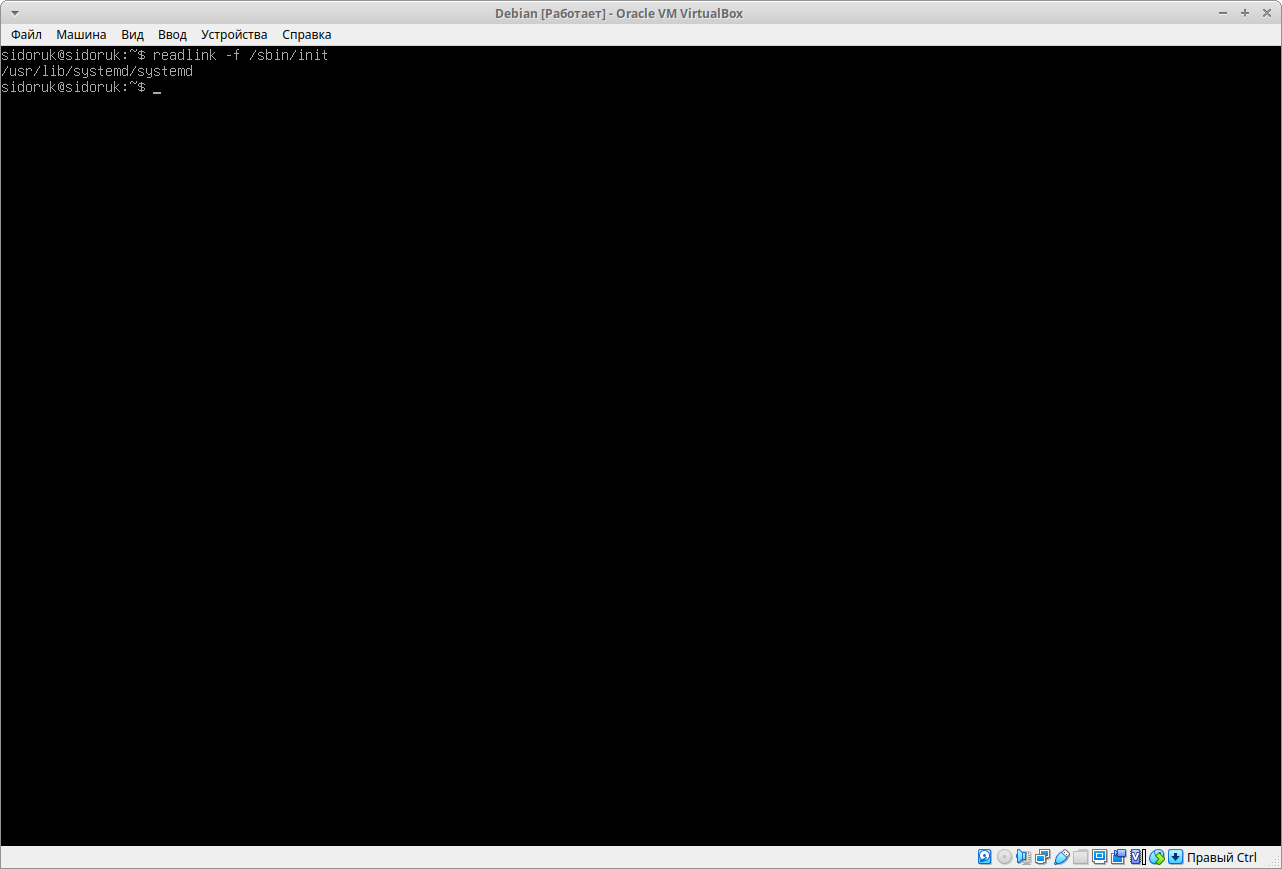 Debian [Работает] - Oracle VM VirtualBox
Файл Машина Вид Ввод Устройства Справка
sidoruk@sidoruk:~$ readlink -f /sbin/init
/usr/lib/systemd/systemd
sidoruk@sidoruk:~$ _
Правый Ctrl